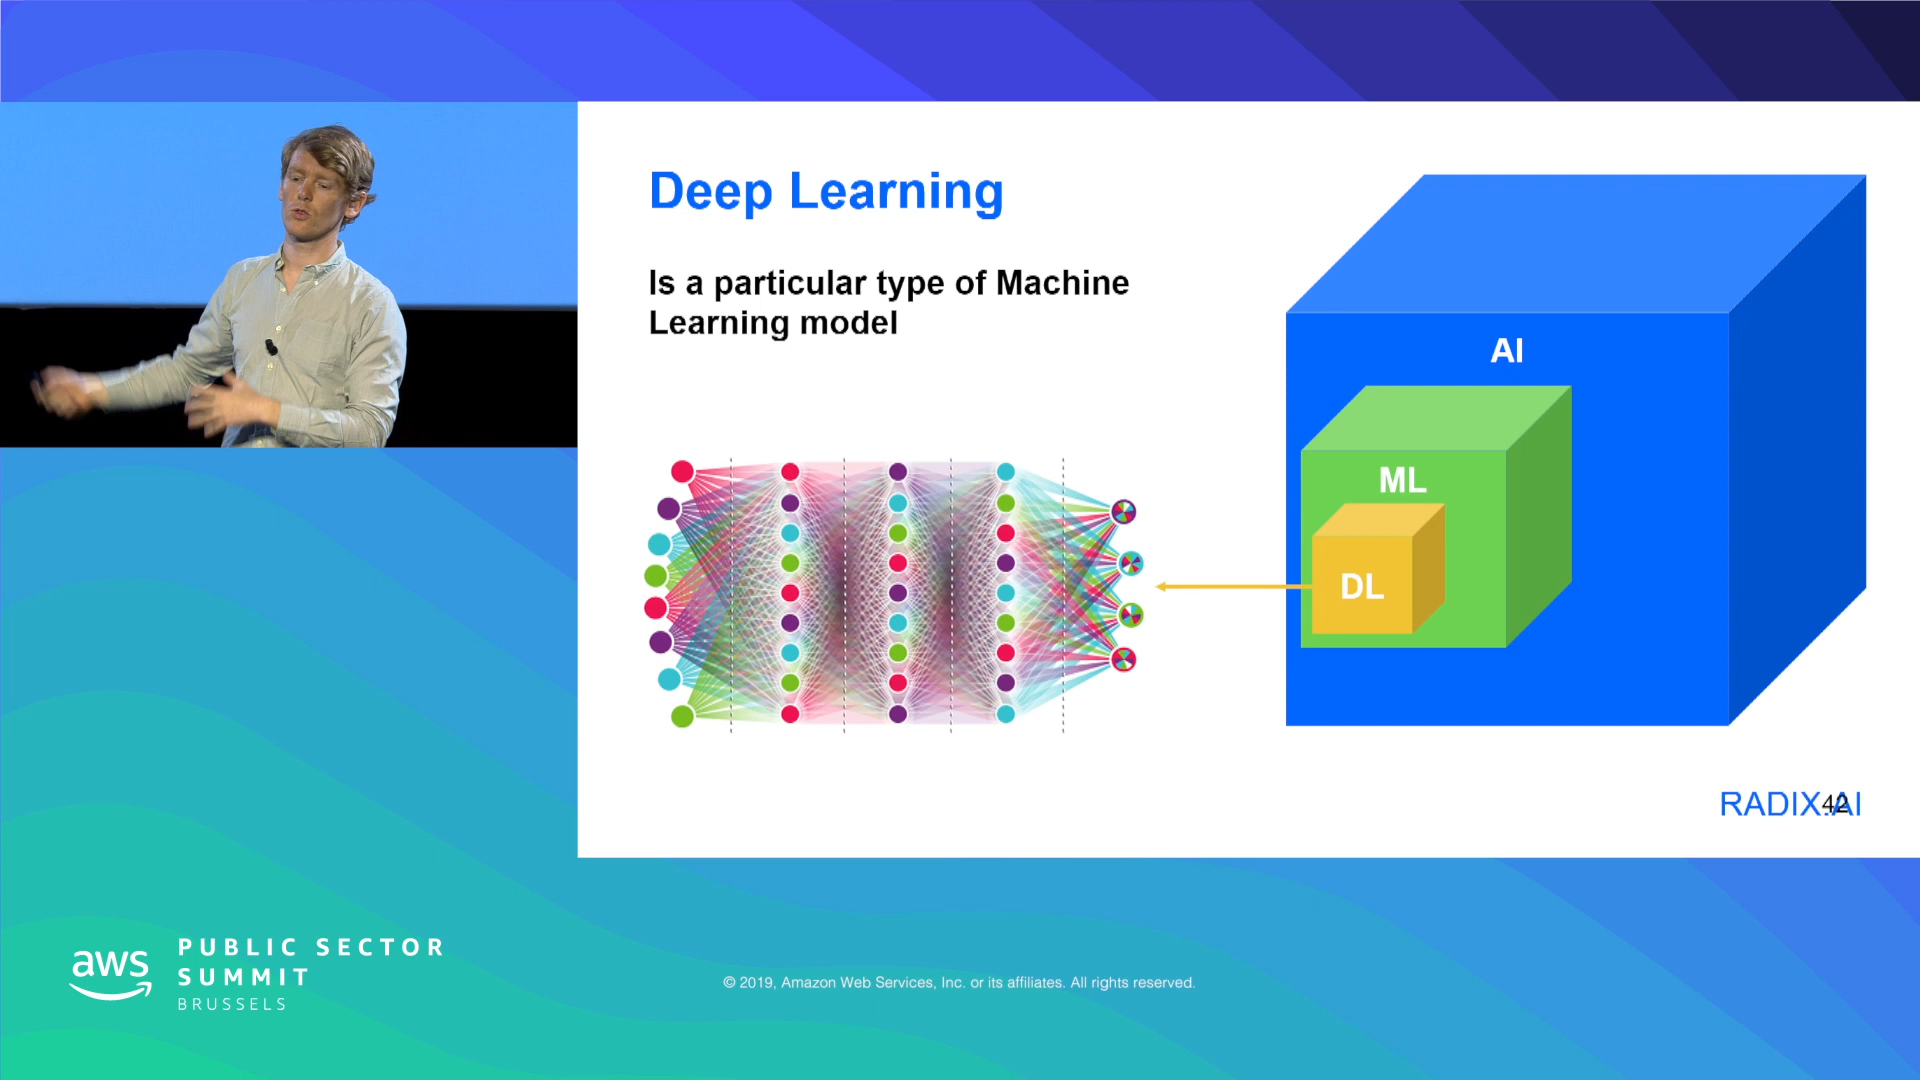 Deep Learning
Is a particular type of Machine
Learning model
AI
ML
DL
RADIX.AI
42
aws
PUBLIC SECTOR
SUMMIT
BRUSSELS
© 2019, Amazon Web Services, Inc. or its affiliates. All rights reserved.